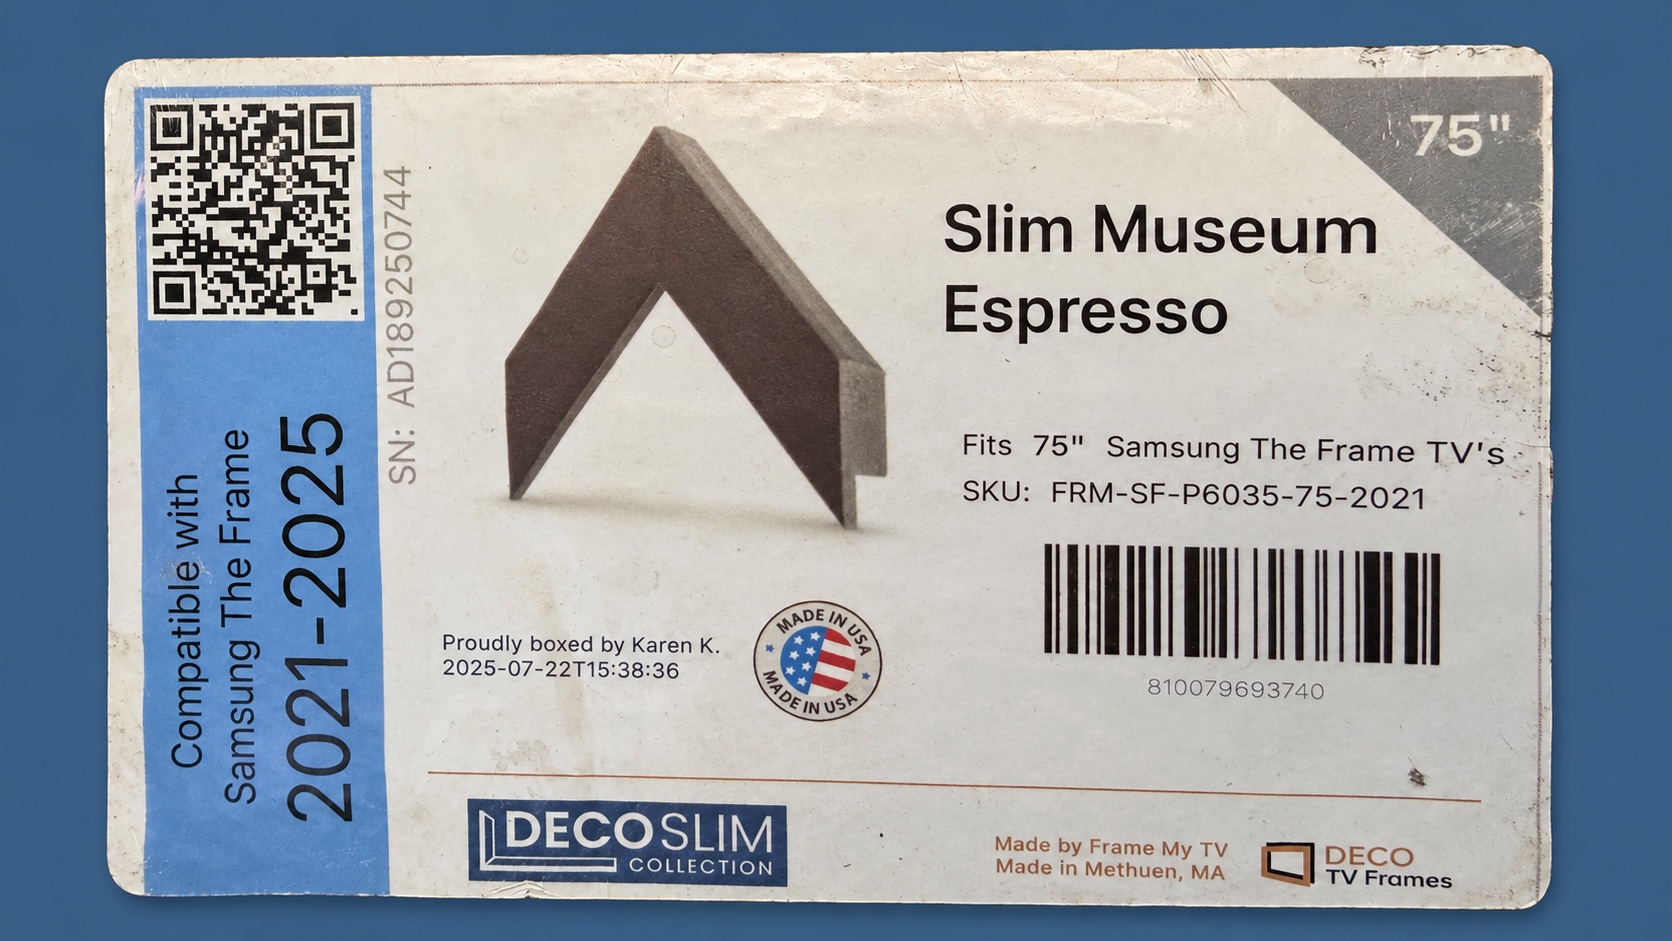 75"
Slim Museum
Espresso
Fits 75" Samsung The Frame TV's
SKU: FRM-SF-P6035-75-2021
810079693740
SN: AD189250744
Compatible with
Samsung The Frame
2021-2025
Proudly boxed by Karen K.
2025-07-22T15:38:36
MADE IN USA
MADE IN USA
DECOSLIM
COLLECTION
Made by Frame My TV
Made in Methuen, MA
DECO
TV Frames